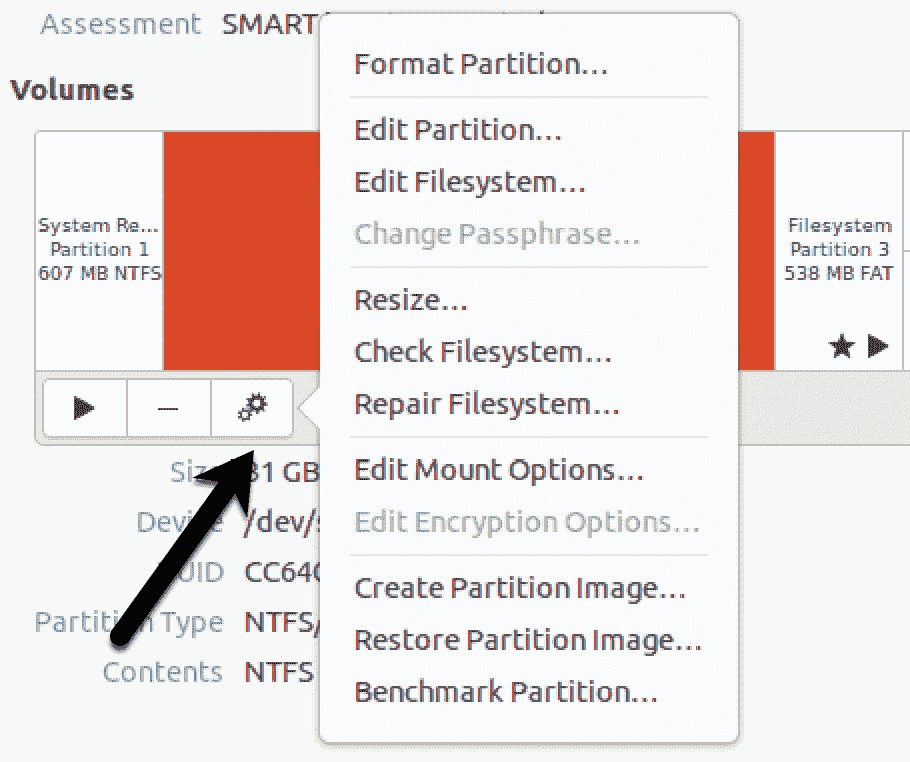 Assessment SMART
Volumes
System Re...
Partition 1
607 MB NTFS
Filesystem
Partition 3
538 MB FAT
Format Partition...
Edit Partition...
Edit Filesystem...
Change Passphrase...
Resize...
Check Filesystem...
Repair Filesystem...
Edit Mount Options...
Edit Encryption Options...
Create Partition Image...
Restore Partition Image...
Benchmark Partition...
GB
/dev/
CC64
Type NTFS/
Contents NTFS